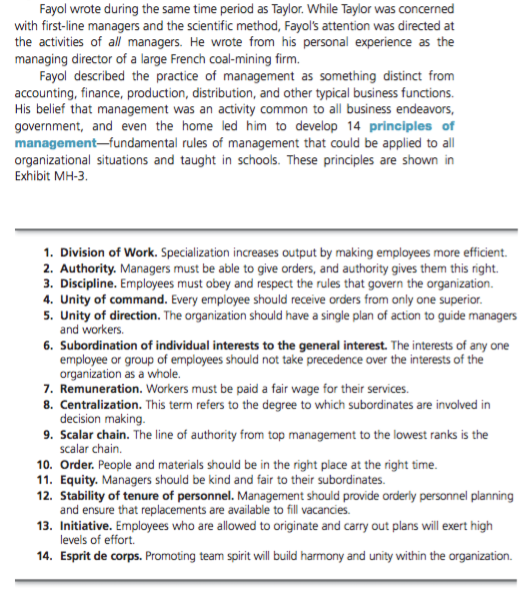 Fayol wrote during the same time period as Taylor. While Taylor was concerned
with first-line managers and the scientific method, Fayol's attention was directed at
the activities of all managers. He wrote from his personal experience as the
managing director of a large French coal-mining firm.
Fayol described the practice of management as something distinct from
accounting, finance, production, distribution, and other typical business functions.
His belief that management was an activity common to all business endeavors,
government, and even the home led him to develop 14 principles of
management—fundamental rules of management that could be applied to all
organizational situations and taught in schools. These principles are shown in
Exhibit MH-3.
1. Division of Work. Specialization increases output by making employees more efficient.
2. Authority. Managers must be able to give orders, and authority gives them this right.
3. Discipline. Employees must obey and respect the rules that govern the organization.
4. Unity of command. Every employee should receive orders from only one superior.
5. Unity of direction. The organization should have a single plan of action to guide managers
and workers.
6. Subordination of individual interests to the general interest. The interests of any one
employee or group of employees should not take precedence over the interests of the
organization as a whole.
7. Remuneration. Workers must be paid a fair wage for their services.
8. Centralization. This term refers to the degree to which subordinates are involved in
decision making.
9. Scalar chain. The line of authority from top management to the lowest ranks is the
scalar chain.
10. Order. People and materials should be in the right place at the right time.
11. Equity. Managers should be kind and fair to their subordinates.
12. Stability of tenure of personnel. Management should provide orderly personnel planning
and ensure that replacements are available to fill vacancies.
13. Initiative. Employees who are allowed to originate and carry out plans will exert high
levels of effort.
14. Esprit de corps. Promoting team spirit will build harmony and unity within the organization.